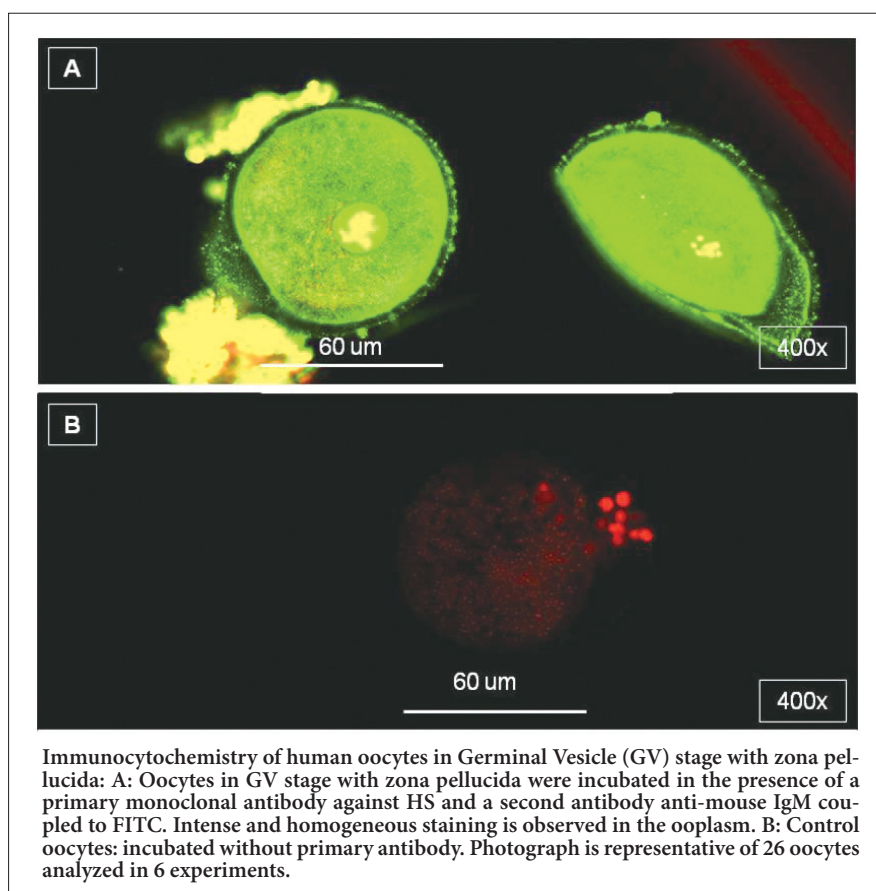 A
60 um
400x
B
60 um
400x
Immunocytochemistry of human oocytes in Germinal Vesicle (GV) stage with zona pel-
lucida: A: Oocytes in GV stage with zona pellucida were incubated in the presence of a
primary monoclonal antibody against HS and a second antibody anti-mouse IgM cou-
pled to FITC. Intense and homogeneous staining is observed in the ooplasm. B: Control
oocytes: incubated without primary antibody. Photograph is representative of 26 oocytes
analyzed in 6 experiments.